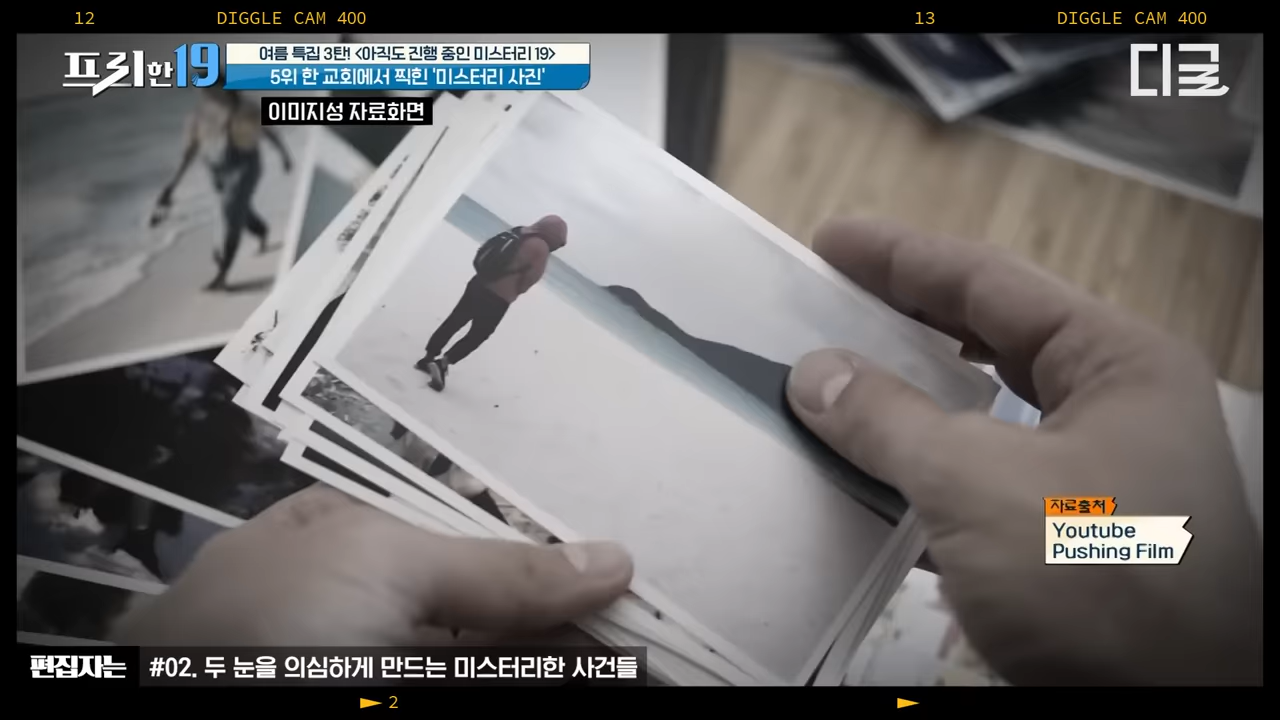 12
DIGGLE CAM 400
13
DIGGLE CAM 400
프리한19
여름 특집 3탄! <아직도 진행 중인 미스터리 19>
5위 한 교회에서 찍힌 '미스터리 사진'
이미지성 자료화면
디글
자료출처
Youtube
Pushing Film
편집자는
#02. 두 눈을 의심하게 만드는 미스터리한 사건들
2